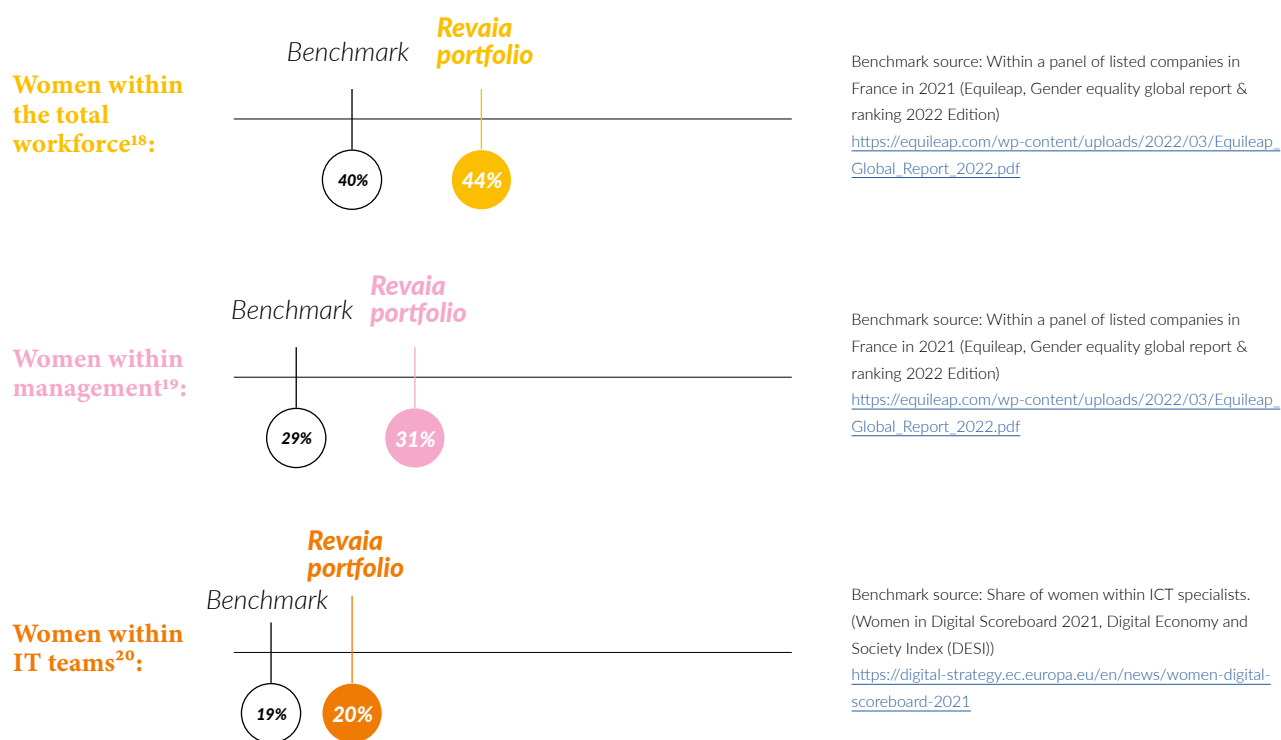 Women within
the total
workforce¹⁸:
Benchmark
Revaia
portfolio
40%
44%
Benchmark source: Within a panel of listed companies in
France in 2021 (Equileap, Gender equality global report &
ranking 2022 Edition)
https://equileap.com/wp-content/uploads/2022/03/Equileap_
Global_Report_2022.pdf
Women within
management¹⁹:
Benchmark
Revaia
portfolio
29%
31%
Benchmark source: Within a panel of listed companies in
France in 2021 (Equileap, Gender equality global report &
ranking 2022 Edition)
https://equileap.com/wp-content/uploads/2022/03/Equileap_
Global_Report_2022.pdf
Women within
IT teams²⁰:
Benchmark
Revaia
portfolio
19%
20%
Benchmark source: Share of women within ICT specialists.
(Women in Digital Scoreboard 2021, Digital Economy and
Society Index (DESI))
https://digital-strategy.ec.europa.eu/en/news/women-digital-
scoreboard-2021